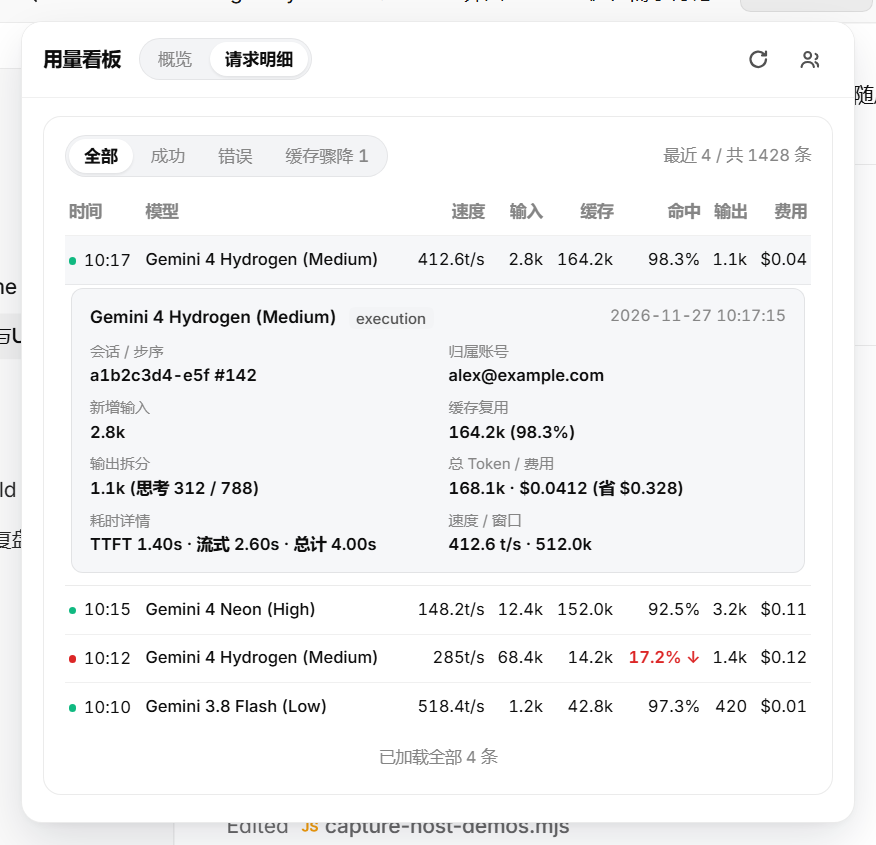 用量看板 概览 请求明细
随
全部 成功 错误 缓存骤降 1 最近 4 / 共 1428 条
时间 模型 速度 输入 缓存 命中 输出 费用
10:17 Gemini 4 Hydrogen (Medium) 412.6t/s 2.8k 164.2k 98.3% 1.1k $0.04
ne
Gemini 4 Hydrogen (Medium) execution 2026-11-27 10:17:15
会话 / 步序 归属账号
a1b2c3d4-e5f #142 alex@example.com
新增输入 缓存复用
2.8k 164.2k (98.3%)
输出拆分 总 Token / 费用
ld
1.1k (思考 312 / 788) 168.1k · $0.0412 (省 $0.328)
耗时详情 速度 / 窗口
TTFT 1.40s · 流式 2.60s · 总计 4.00s 412.6 t/s · 512.0k
10:15 Gemini 4 Neon (High) 148.2t/s 12.4k 152.0k 92.5% 3.2k $0.11
10:12 Gemini 4 Hydrogen (Medium) 285t/s 68.4k 14.2k 17.2% ↓ 1.4k $0.12
10:10 Gemini 3.8 Flash (Low) 518.4t/s 1.2k 42.8k 97.3% 420 $0.01
已加载全部 4 条
Edited JS capture-host-demos.mjs